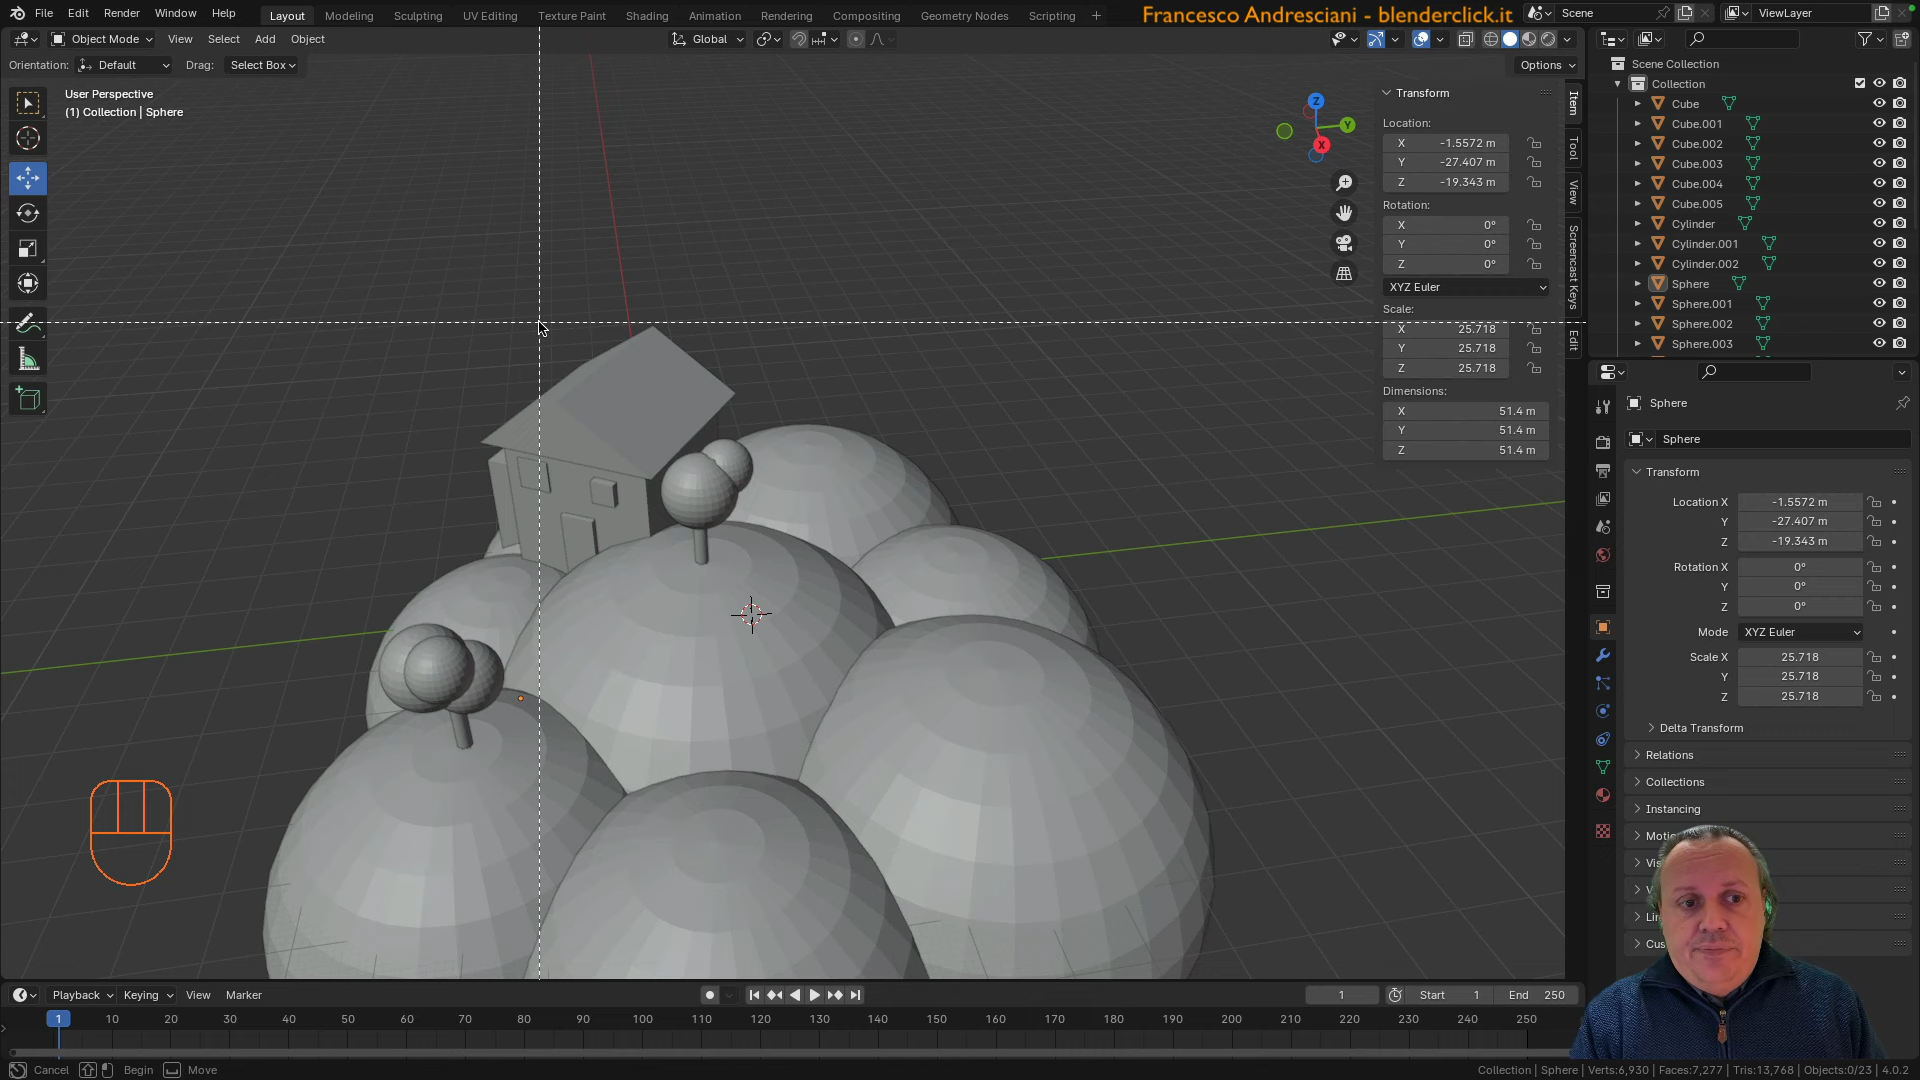 File Edit Render Window Help
Layout Modeling Sculpting UV Editing Texture Paint Shading Animation Rendering Compositing Geometry Nodes Scripting
Francesco Andresciani - blenderclick.it
Scene
ViewLayer
Object Mode View Select Add Object
Global
Orientation: Default Drag: Select Box
Options
User Perspective
(1) Collection | Sphere
Z
Y
X
Transform
Location:
X -1.5572 m
Y -27.407 m
Z -19.343 m
Rotation:
X 0°
Y 0°
Z 0°
XYZ Euler
Scale:
X 25.718
Y 25.718
Z 25.718
Dimensions:
X 51.4 m
Y 51.4 m
Z 51.4 m
Item
Tool
View
Screencast Keys
Edit
Scene Collection
Collection
Cube
Cube.001
Cube.002
Cube.003
Cube.004
Cube.005
Cylinder
Cylinder.001
Cylinder.002
Sphere
Sphere.001
Sphere.002
Sphere.003
Sphere
Sphere
Transform
Location X -1.5572 m
Y -27.407 m
Z -19.343 m
Rotation X 0°
Y 0°
Z 0°
Mode XYZ Euler
Scale X 25.718
Y 25.718
Z 25.718
Delta Transform
Relations
Collections
Instancing
Playback Keying View Marker
1
Start 1 End 250
1 10 20 30 40 50 60 70 80 90 100 110 120 130 140 150 160 170 180 190 200 210 220 230 240 250
Cancel Begin Move
Collection | Sphere | Verts:6,930 | Faces:7,277 | Tris:13,768 | Objects:0/23 | 4.0.2